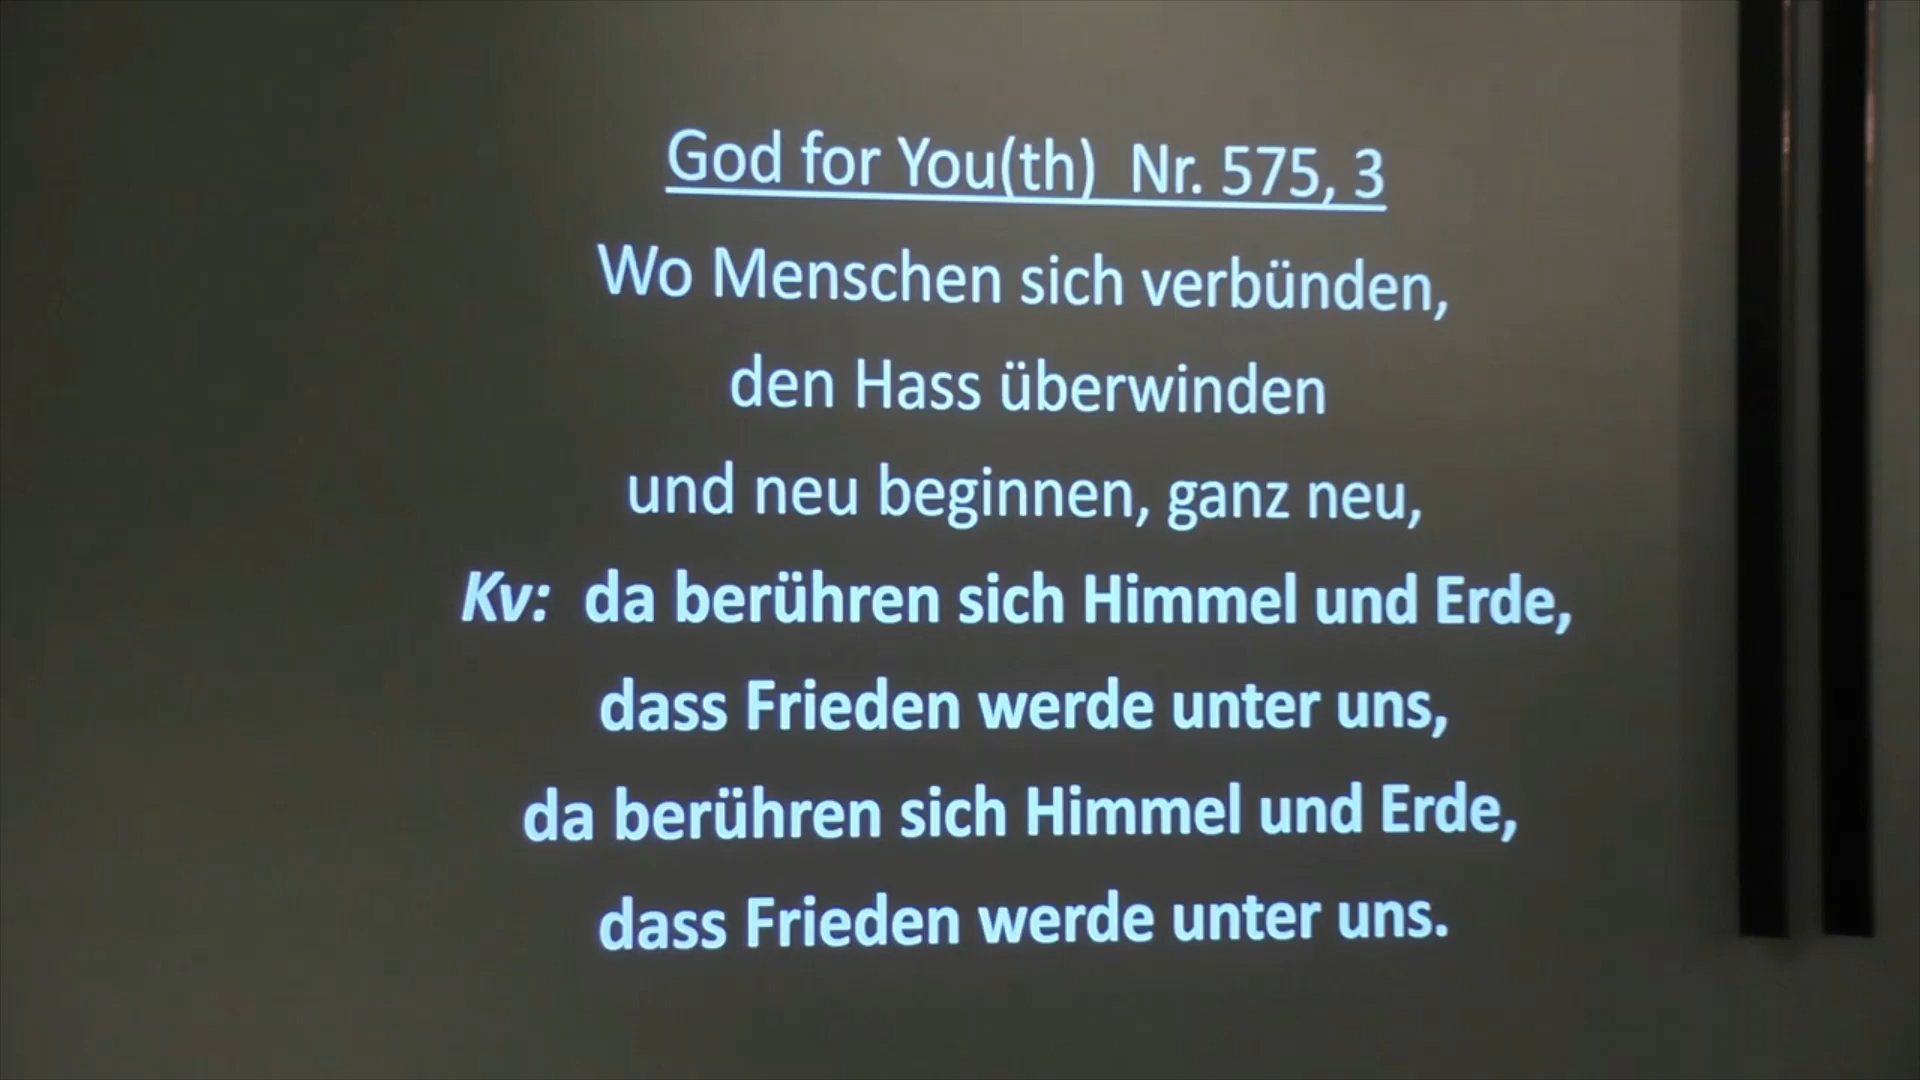 God for You(th) Nr. 575, 3
Wo Menschen sich verbünden,
den Hass überwinden
und neu beginnen, ganz neu,
Kv: da berühren sich Himmel und Erde,
dass Frieden werde unter uns,
da berühren sich Himmel und Erde,
dass Frieden werde unter uns.